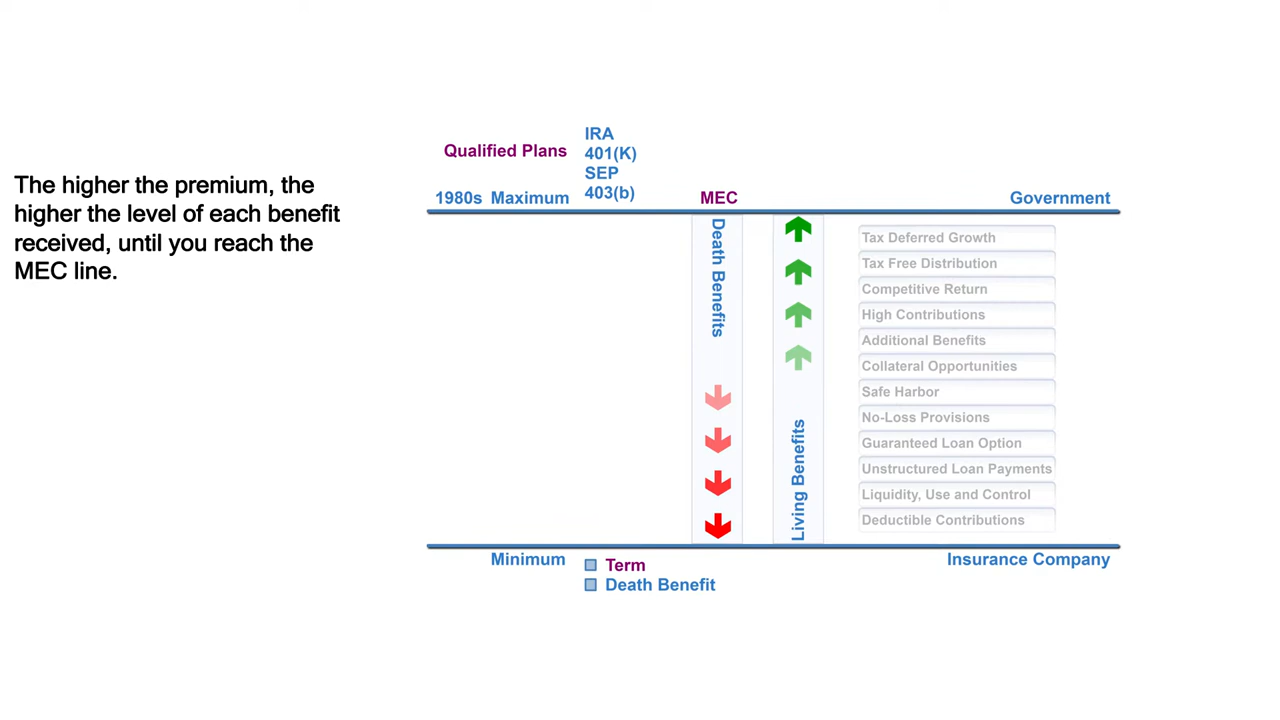 The higher the premium, the
higher the level of each benefit
received, until you reach the
MEC line.
Qualified Plans
IRA
401(K)
SEP
403(b)
1980s Maximum
MEC
Government
Death Benefits
Living Benefits
Tax Deferred Growth
Tax Free Distribution
Competitive Return
High Contributions
Additional Benefits
Collateral Opportunities
Safe Harbor
No-Loss Provisions
Guaranteed Loan Option
Unstructured Loan Payments
Liquidity, Use and Control
Deductible Contributions
Minimum
Term
Death Benefit
Insurance Company